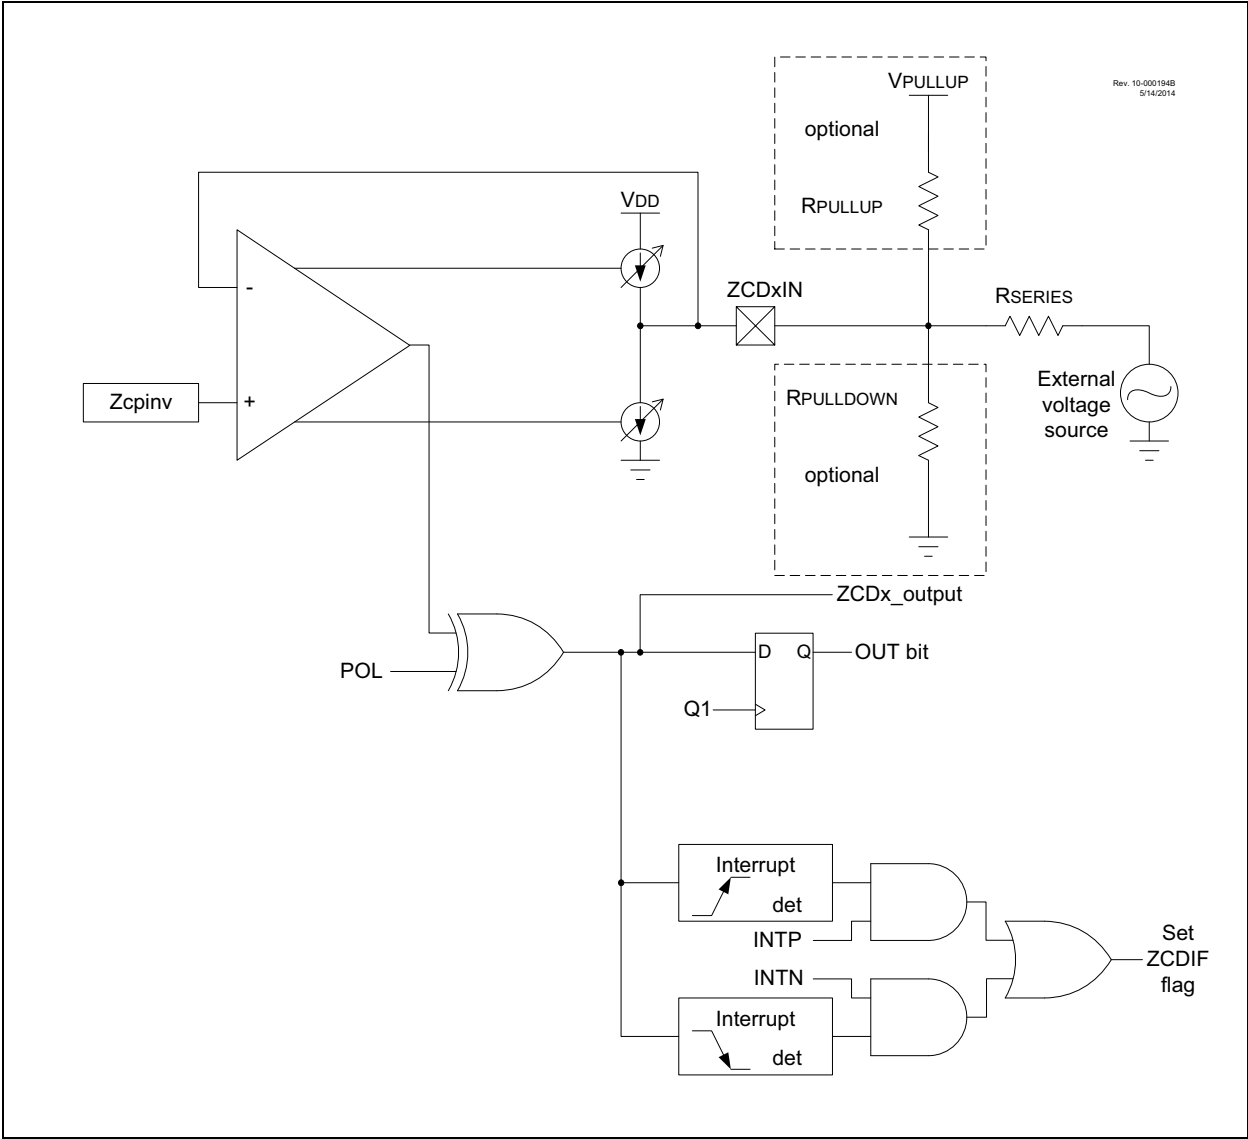 Rev. 10-000194B
5/14/2014
VPULLUP
optional
RPULLUP
VDD
-
ZCDxIN
RSERIES
Zcpinv
+
RPULLDOWN
optional
External
voltage
source
ZCDx_output
POL
D
Q
OUT bit
Q1
Interrupt
det
INTP
INTN
Interrupt
det
Set
ZCDIF
flag